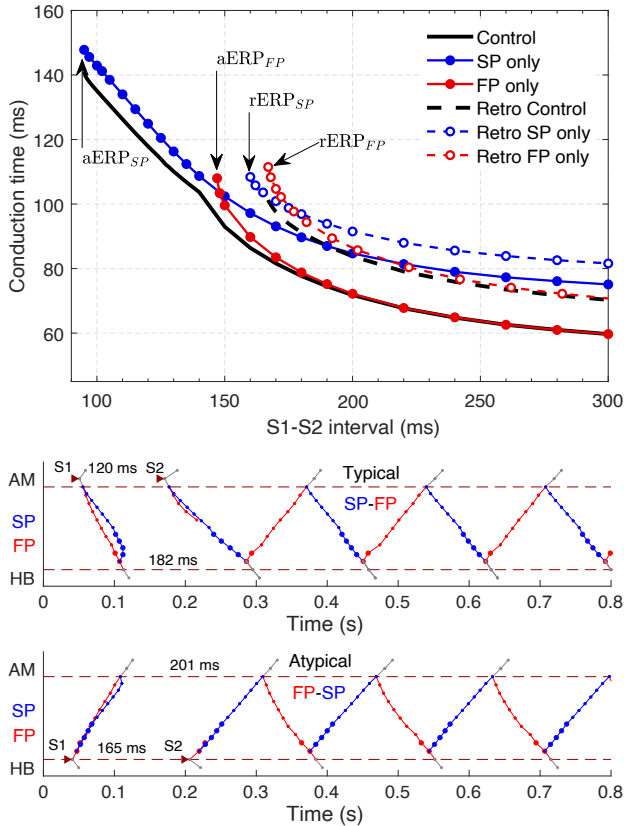 Conduction time (ms)
160
140
120
100
80
60
100
150
200
250
300
S1-S2 interval (ms)
aERP_SP
aERP_FP
rERP_SP
rERP_FP
Control
SP only
FP only
Retro Control
Retro SP only
Retro FP only
AM
SP
FP
HB
S1
120 ms
S2
182 ms
Typical
SP-FP
0
0.1
0.2
0.3
0.4
0.5
0.6
0.7
0.8
Time (s)
AM
SP
FP
HB
S1
165 ms
S2
201 ms
Atypical
FP-SP
0
0.1
0.2
0.3
0.4
0.5
0.6
0.7
0.8
Time (s)